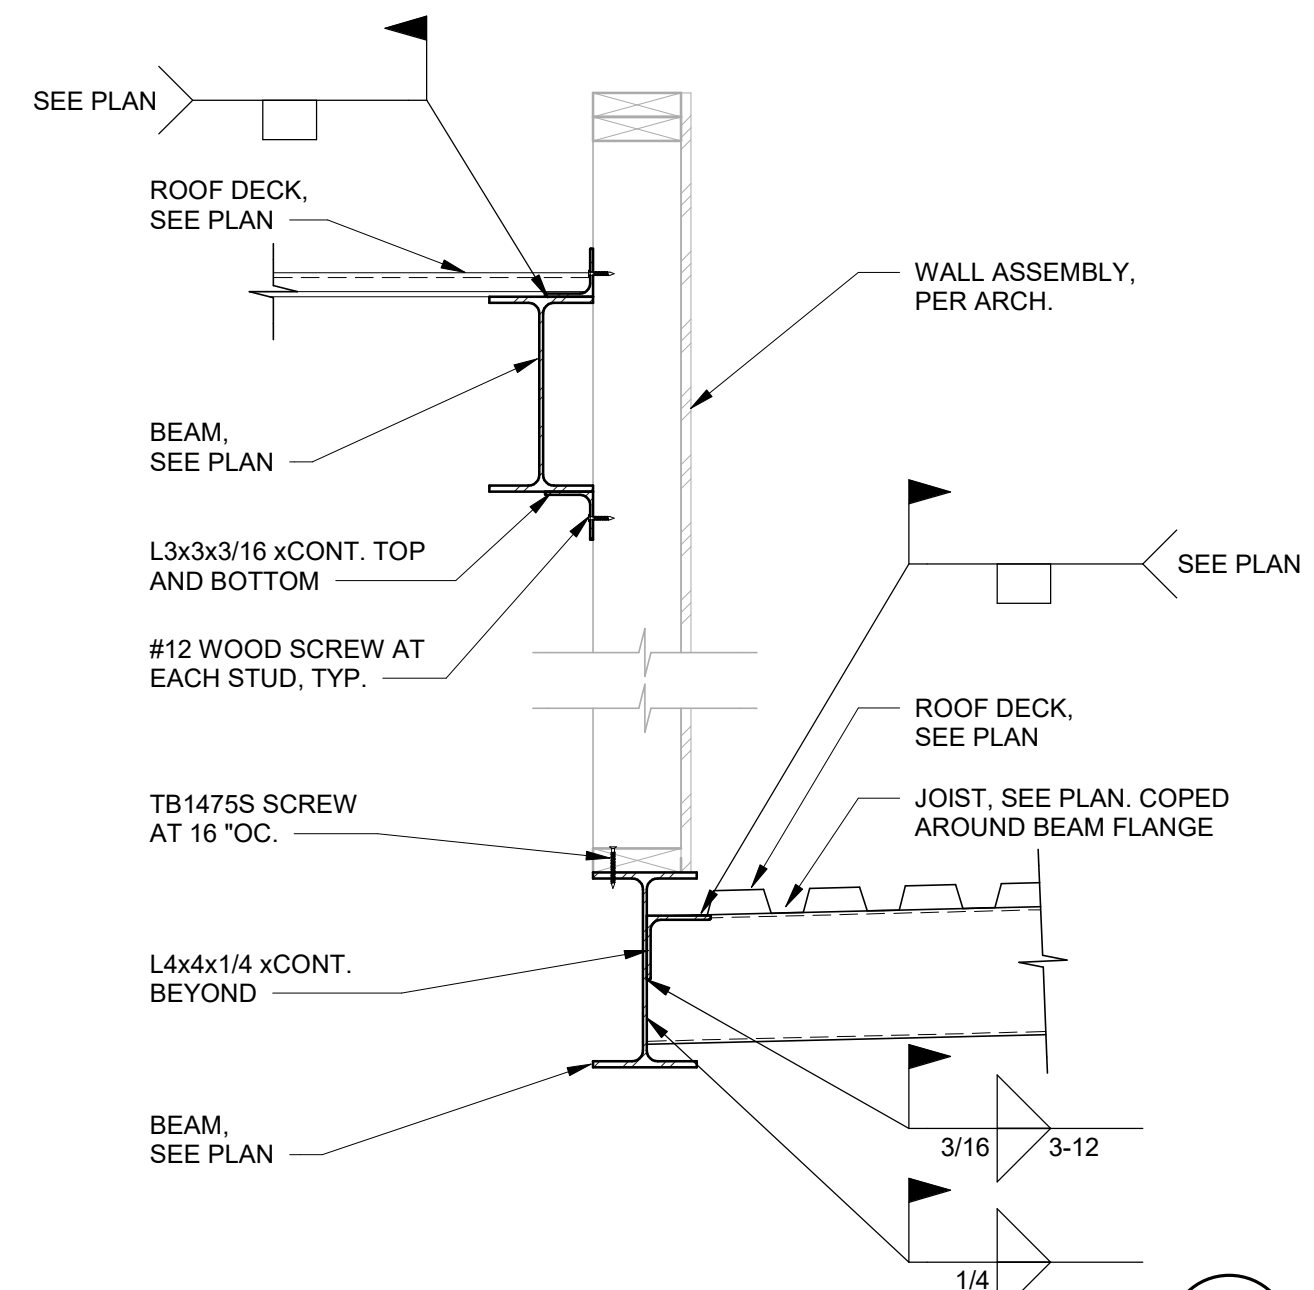 SEE PLAN
ROOF DECK,
SEE PLAN
WALL ASSEMBLY,
PER ARCH.
BEAM,
SEE PLAN
L3x3x3/16 xCONT. TOP
AND BOTTOM
SEE PLAN
#12 WOOD SCREW AT
EACH STUD, TYP.
ROOF DECK,
SEE PLAN
TB1475S SCREW
AT 16 "OC.
JOIST, SEE PLAN. COPED
AROUND BEAM FLANGE
L4x4x1/4 xCONT.
BEYOND
BEAM,
SEE PLAN
3/16 3-12
1/4